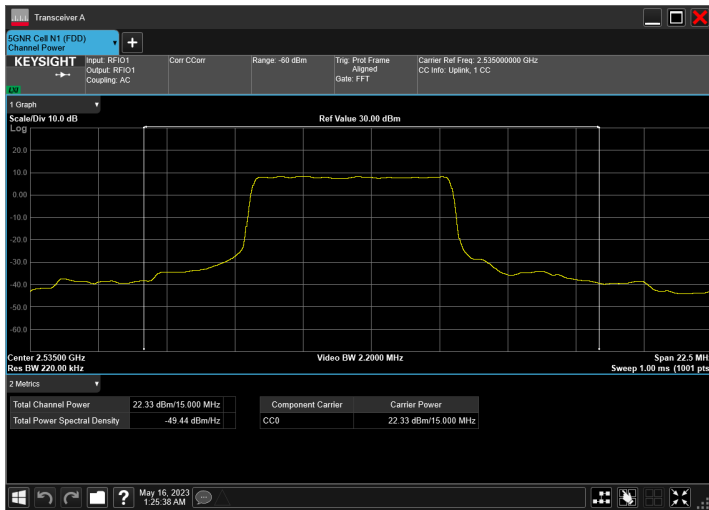 Transceiver A
5GNR Cell N1 (FDD)
Channel Power
KEYSIGHT
LXI
Input: RFIO1
Output: RFIO1
Coupling: AC
Corr CCorr
Range: -60 dBm
Trig: Prot Frame
Aligned
Gate: FFT
Carrier Ref Freq: 2.535000000 GHz
CC Info: Uplink, 1 CC
1 Graph
Scale/Div 10.0 dB
Ref Value 30.00 dBm
Log
20.0
10.0
0.00
-10.0
-20.0
-30.0
-40.0
-50.0
-60.0
Center 2.53500 GHz
Video BW 2.2000 MHz
Span 22.5 MH
Res BW 220.00 kHz
Sweep 1.00 ms (1001 pts
2 Metrics
Total Channel Power 22.33 dBm/15.000 MHz
Total Power Spectral Density -49.44 dBm/Hz
Component Carrier Carrier Power
CC0 22.33 dBm/15.000 MHz
?
May 16, 2023
1:25:38 AM